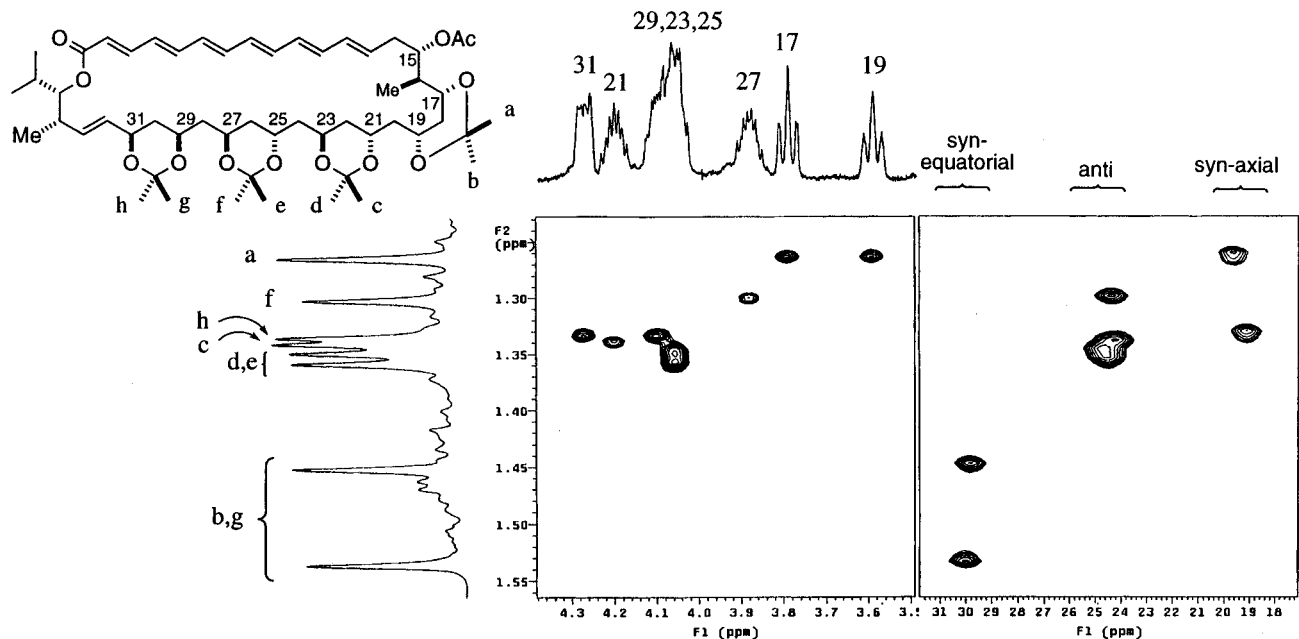 O
O
OAc
15
Me
O
17
a
Me
31
29
27
25
23
21
19
O
b
O O O O O O
h g f e d c
29,23,25
31
21
27
17
19
syn-
equatorial
anti
syn-axial
a
f
h
c
d,e
b,g
F2
(ppm)
1.30
1.35
1.40
1.45
1.50
1.55
4.3 4.2 4.1 4.0 3.9 3.8 3.7 3.6 3.5
F1 (ppm)
31 30 29 28 27 26 25 24 23 22 21 20 19 18
F1 (ppm)